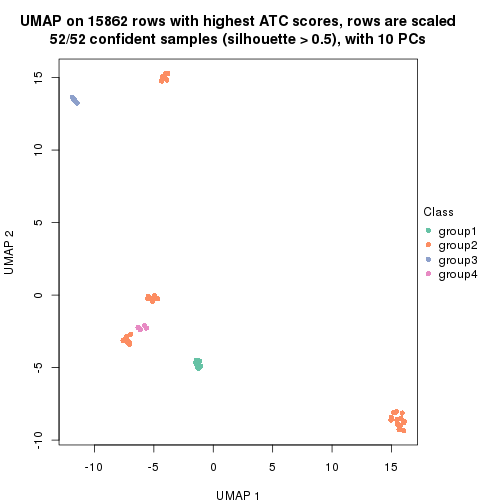 UMAP on 15862 rows with highest ATC scores, rows are scaled
52/52 confident samples (silhouette > 0.5), with 10 PCs
15
10
5
0
-5
-10
UMAP 2
-10
-5
0
5
10
15
UMAP 1
Class
group1
group2
group3
group4